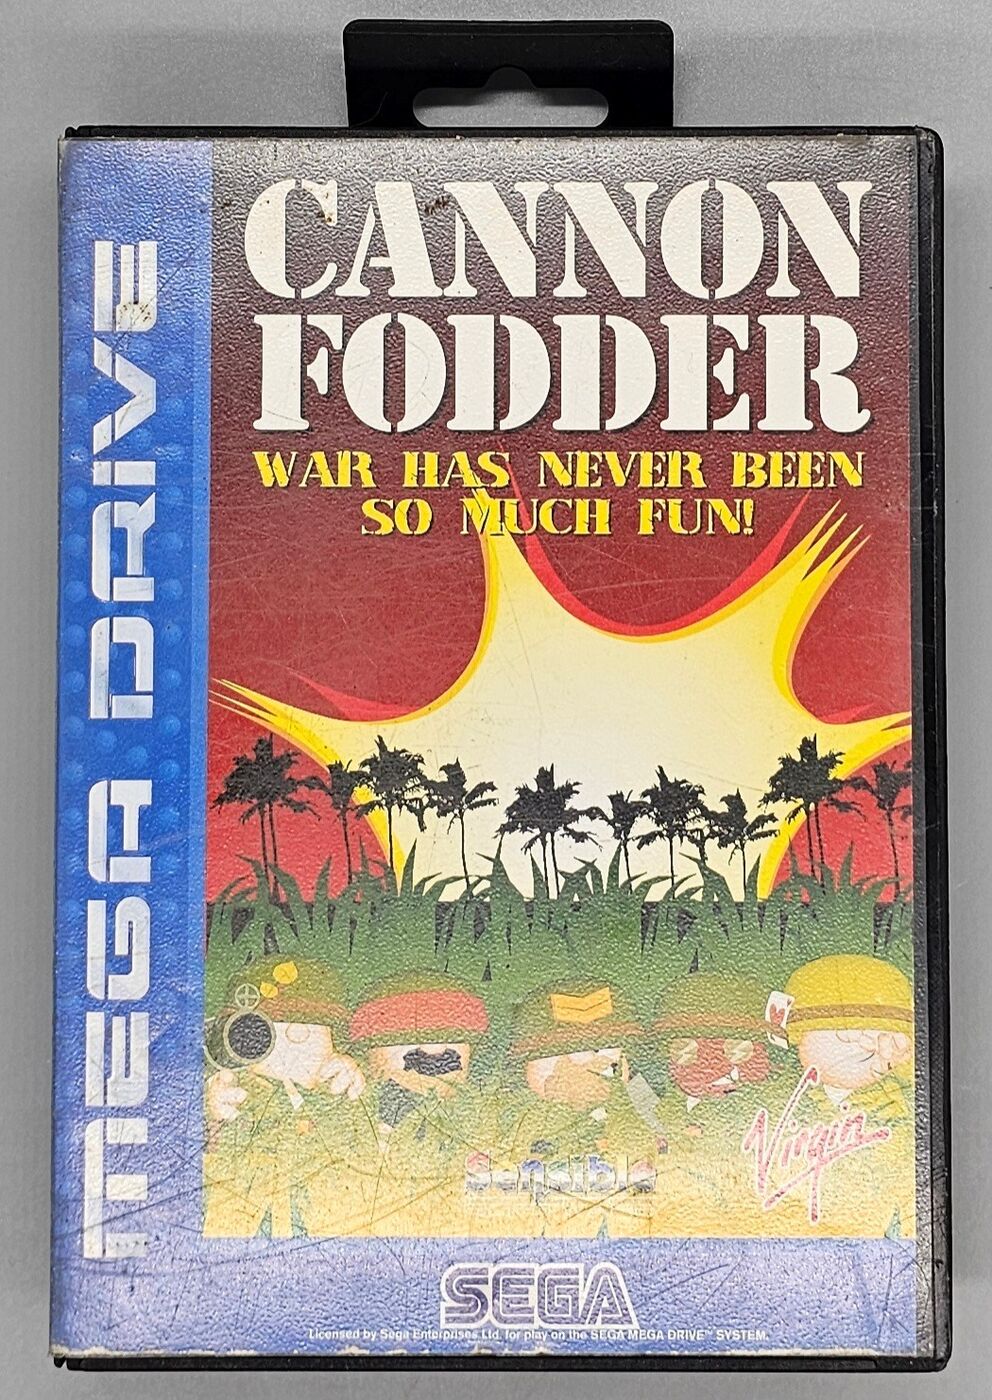 MEGA DRIVE
CANNON
FODDER
WAR HAS NEVER BEEN
SO MUCH FUN!
Sensible
Virgin
SEGA
Licensed by Sega Enterprises Ltd. for play on the SEGA MEGA DRIVE™ SYSTEM.